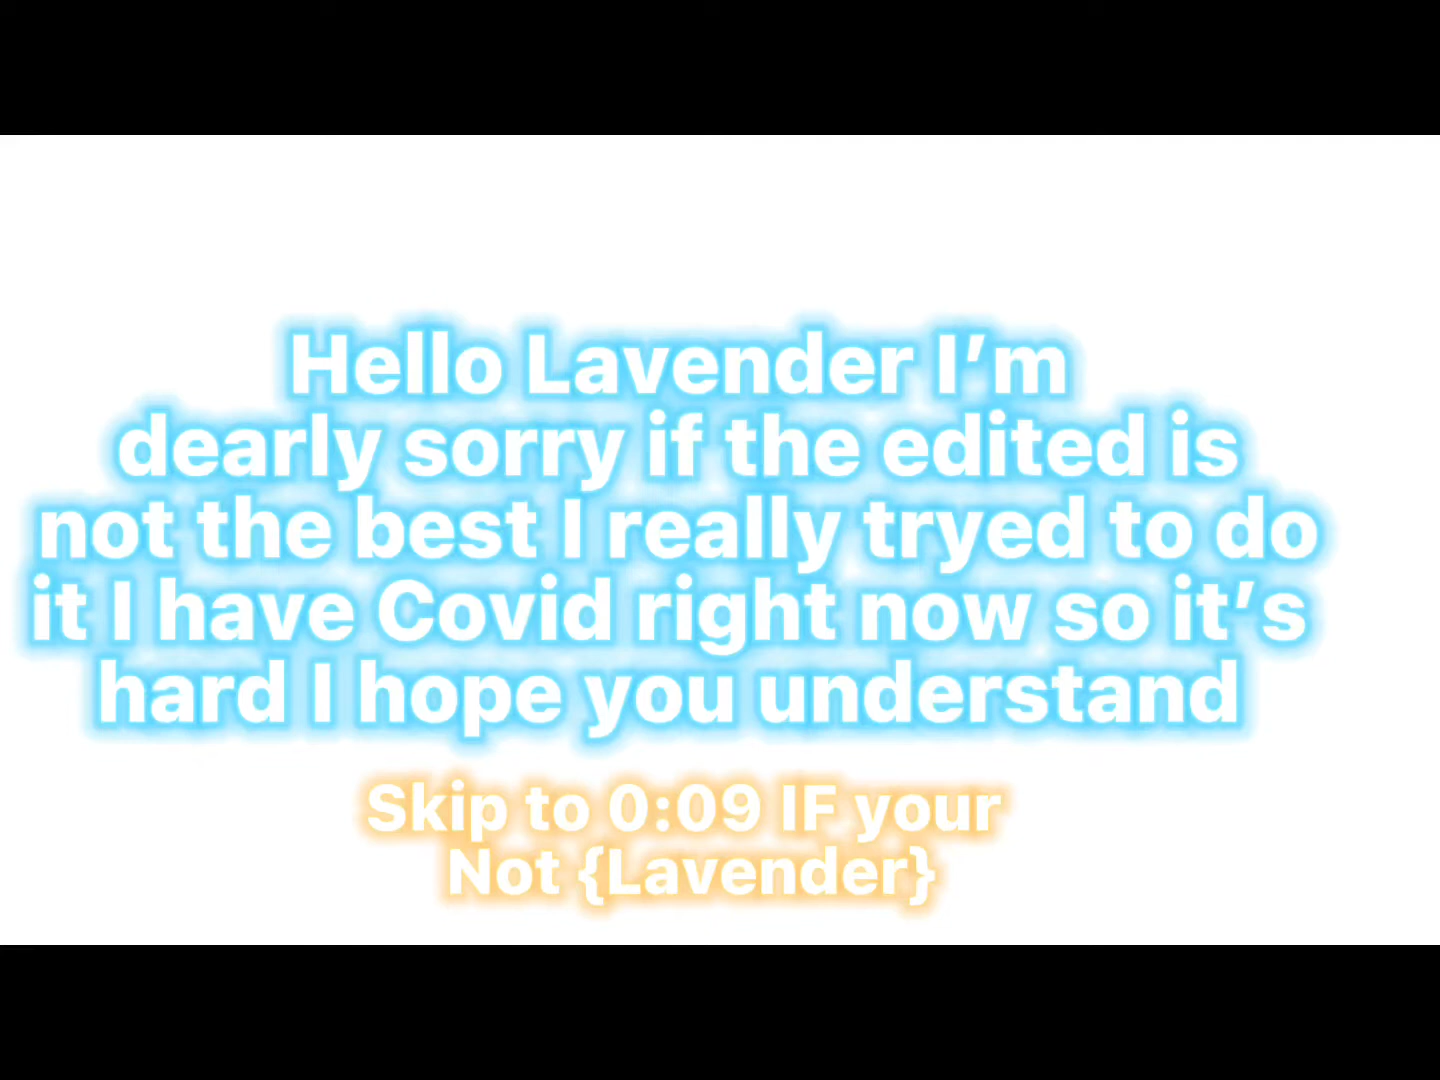 Hello Lavender I’m
dearly sorry if the edited is
not the best I really tryed to do
it I have Covid right now so it’s
hard I hope you understand
Skip to 0:09 IF your
Not {Lavender}